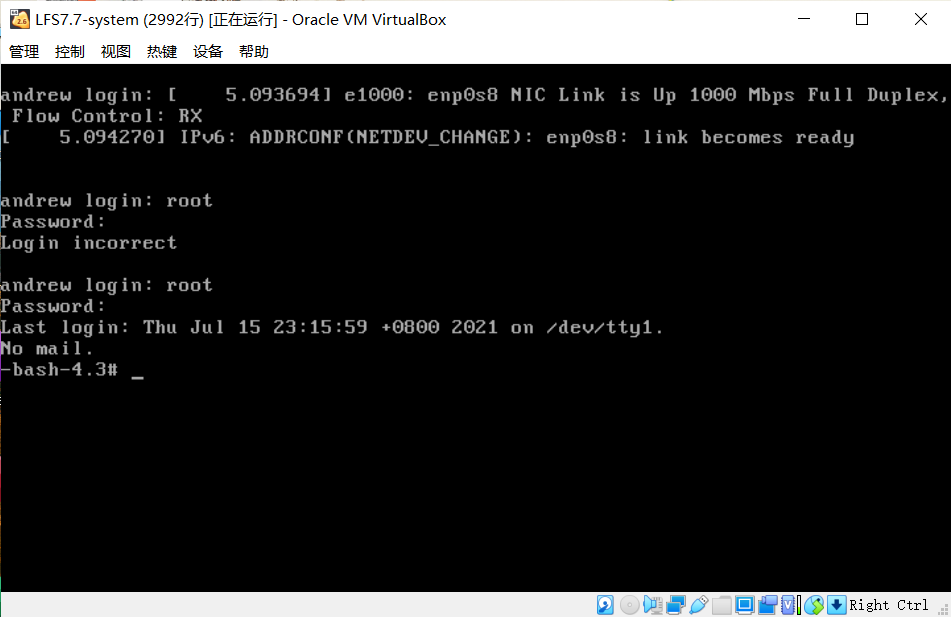 LFS7.7-system (2992行) [正在运行] - Oracle VM VirtualBox
管理 控制 视图 热键 设备 帮助
andrew login: [    5.093694] e1000: enp0s8 NIC Link is Up 1000 Mbps Full Duplex,
 Flow Control: RX
[    5.094270] IPv6: ADDRCONF(NETDEV_CHANGE): enp0s8: link becomes ready
andrew login: root
Password:
Login incorrect
andrew login: root
Password:
Last login: Thu Jul 15 23:15:59 +0800 2021 on /dev/tty1.
No mail.
-bash-4.3# _
Right Ctrl